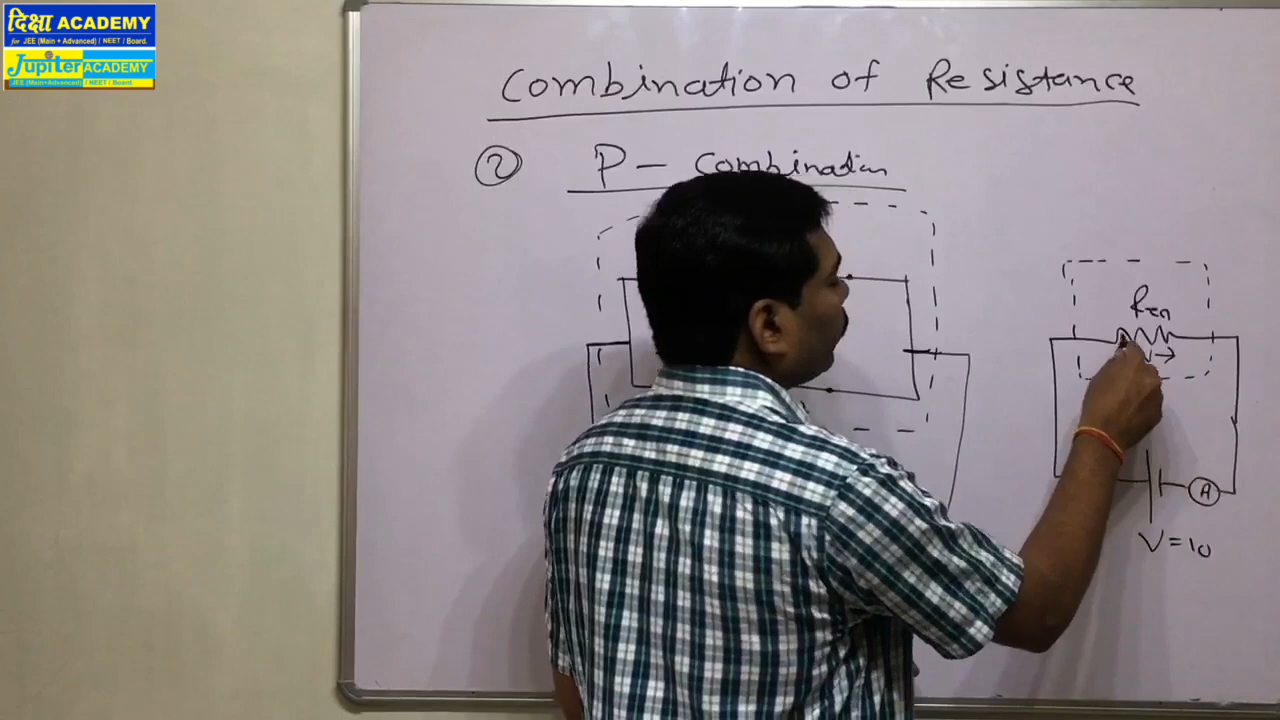 दिक्षा ACADEMY
for JEE (Main + Advanced) / NEET / Board.
Jupiter ACADEMY
JEE (Main+Advanced) / NEET / Board.
Combination of Resistance
② P - Combination
Req
A
V = 10